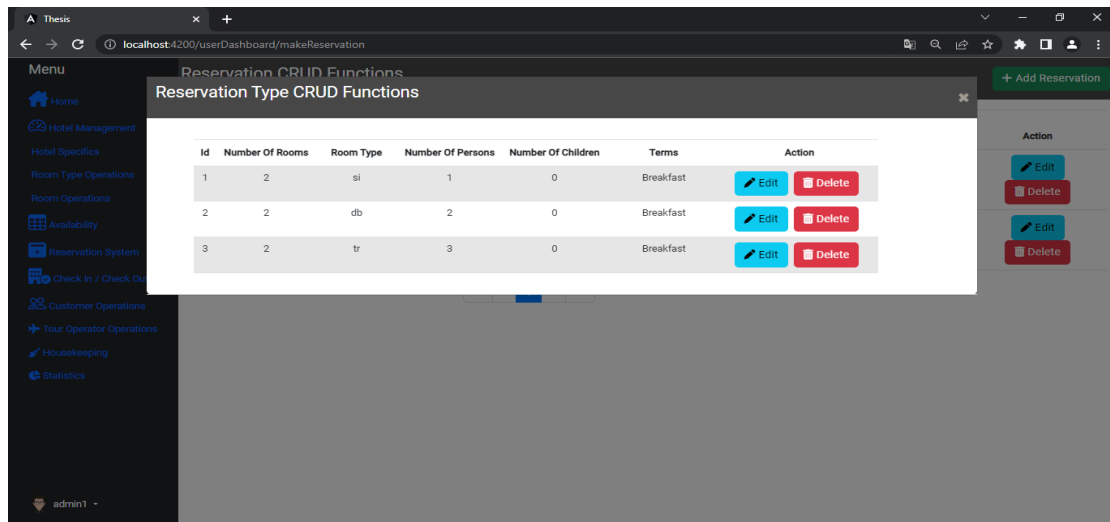 Thesis
localhost:4200/userDashboard/makeReservation
Menu
Reservation CRUD Functions
+ Add Reservation
Reservation Type CRUD Functions
Home
Hotel Management
Hotel Specifics
Room Type Operations
Room Operations
Availability
Reservation System
Check In / Check Ou
Customer Operations
Tour Operator Operations
Housekeeping
Statistics
admin1
Id Number Of Rooms Room Type Number Of Persons Number Of Children Terms Action
1 2 si 1 0 Breakfast Edit Delete
2 2 db 2 0 Breakfast Edit Delete
3 2 tr 3 0 Breakfast Edit Delete
Action
Edit
Delete
Edit
Delete